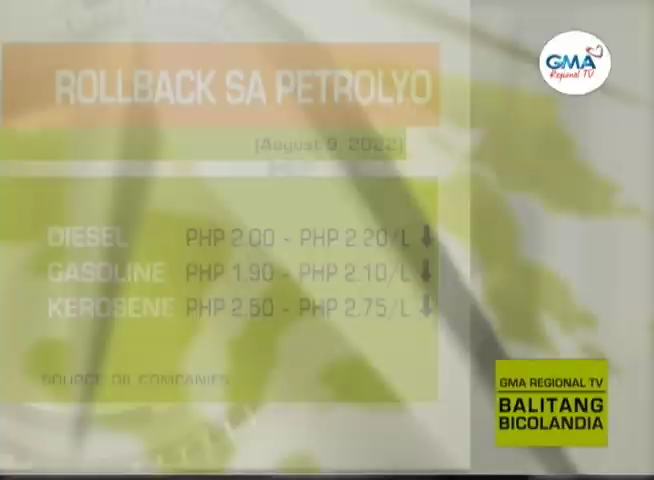 GMA
Regional TV
ROLLBACK SA PETROLYO
(August 9, 2022)
DIESEL PHP 2.00 - PHP 2.20/L ↓
GASOLINE PHP 1.90 - PHP 2.10/L ↓
KEROSENE PHP 2.50 - PHP 2.75/L ↓
SOURCE: OIL COMPANIES
GMA REGIONAL TV
BALITANG
BICOLANDIA